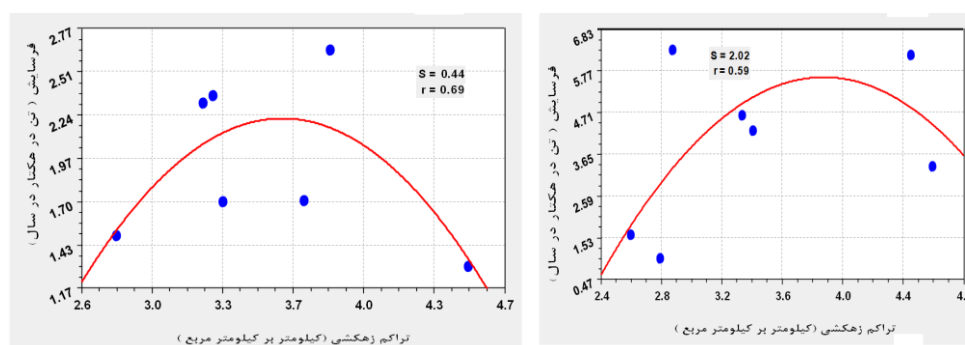 2.77
2.51
2.24
1.97
1.70
1.43
1.17
فرسایش ( تن در هکتار در سال)
S = 0.44
r = 0.69
2.6 3.0 3.3 3.7 4.0 4.3 4.7
تراکم زهکشی (کیلومتر بر کیلومتر مربع )
6.83
5.77
4.71
3.65
2.59
1.53
0.47
فرسایش ( تن در هکتار در سال)
S = 2.02
r = 0.59
2.4 2.8 3.2 3.6 4.0 4.4 4.8
تراکم زهکشی (کیلومتر بر کیلومتر مربع )